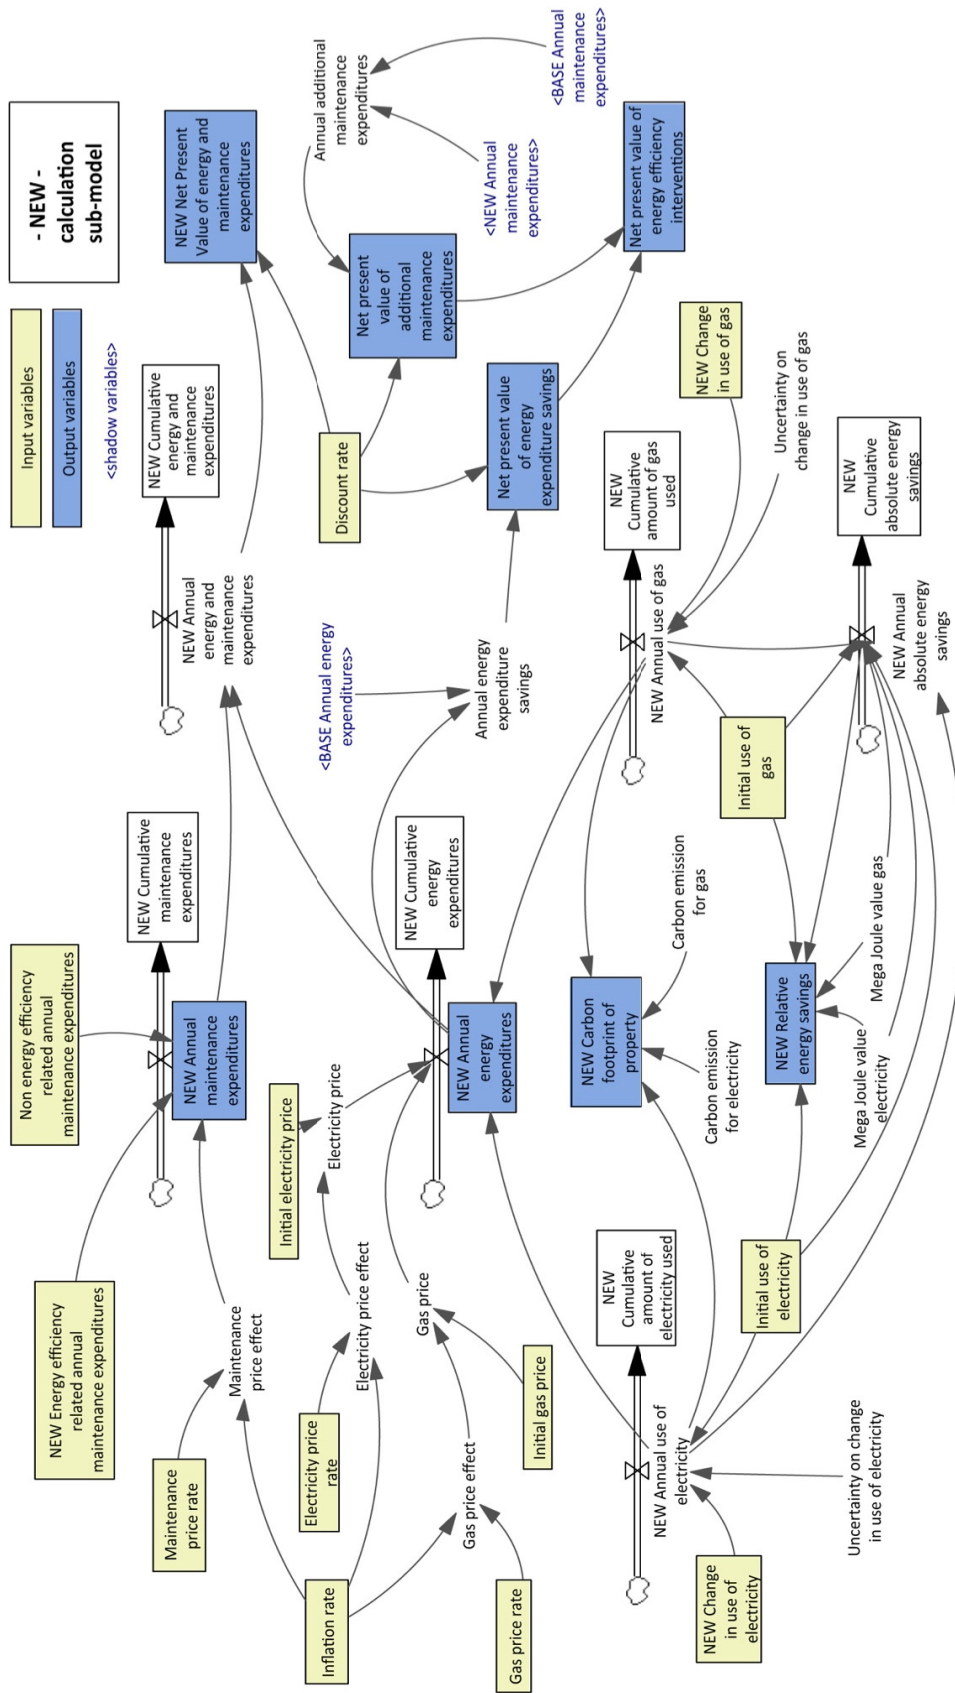 Input variables
Output variables
<shadow variables>
- NEW -
calculation
sub-model
Non energy efficiency
related annual
maintenance expenditures
NEW Energy efficiency
related annual
maintenance expenditures
NEW Cumulative
maintenance
expenditures
NEW Annual
maintenance
expenditures
NEW Cumulative
energy and
maintenance
expenditures
NEW Annual
energy and
maintenance
expenditures
NEW Net Present
Value of energy and
maintenance
expenditures
Maintenance
price rate
Maintenance
price effect
Inflation rate
Electricity price
rate
Electricity price effect
Initial electricity price
Electricity price
Gas price rate
Gas price effect
Initial gas price
Gas price
NEW Cumulative
energy
expenditures
NEW Annual
energy
expenditures
<BASE Annual energy
expenditures>
Annual energy
expenditure
savings
Discount rate
Net present value
of energy
expenditure savings
Net present
value of
additional
maintenance
expenditures
Annual additional
maintenance
expenditures
<NEW Annual
maintenance
expenditures>
<BASE Annual
maintenance
expenditures>
Net present value of
energy efficiency
interventions
NEW Change
in use of
electricity
NEW Annual use of
electricity
Uncertainty on change
in use of electricity
NEW
Cumulative
amount of
electricity used
Initial use of
electricity
NEW Carbon
footprint of
property
Carbon emission
for electricity
Carbon emission
for gas
NEW Relative
energy savings
Mega Joule value
electricity
Mega Joule value gas
Initial use of
gas
NEW Annual use of gas
NEW
Cumulative
amount of gas
used
NEW Change
in use of gas
Uncertainty on
change in use of gas
NEW Annual
absolute energy
savings
NEW
Cumulative
absolute energy
savings